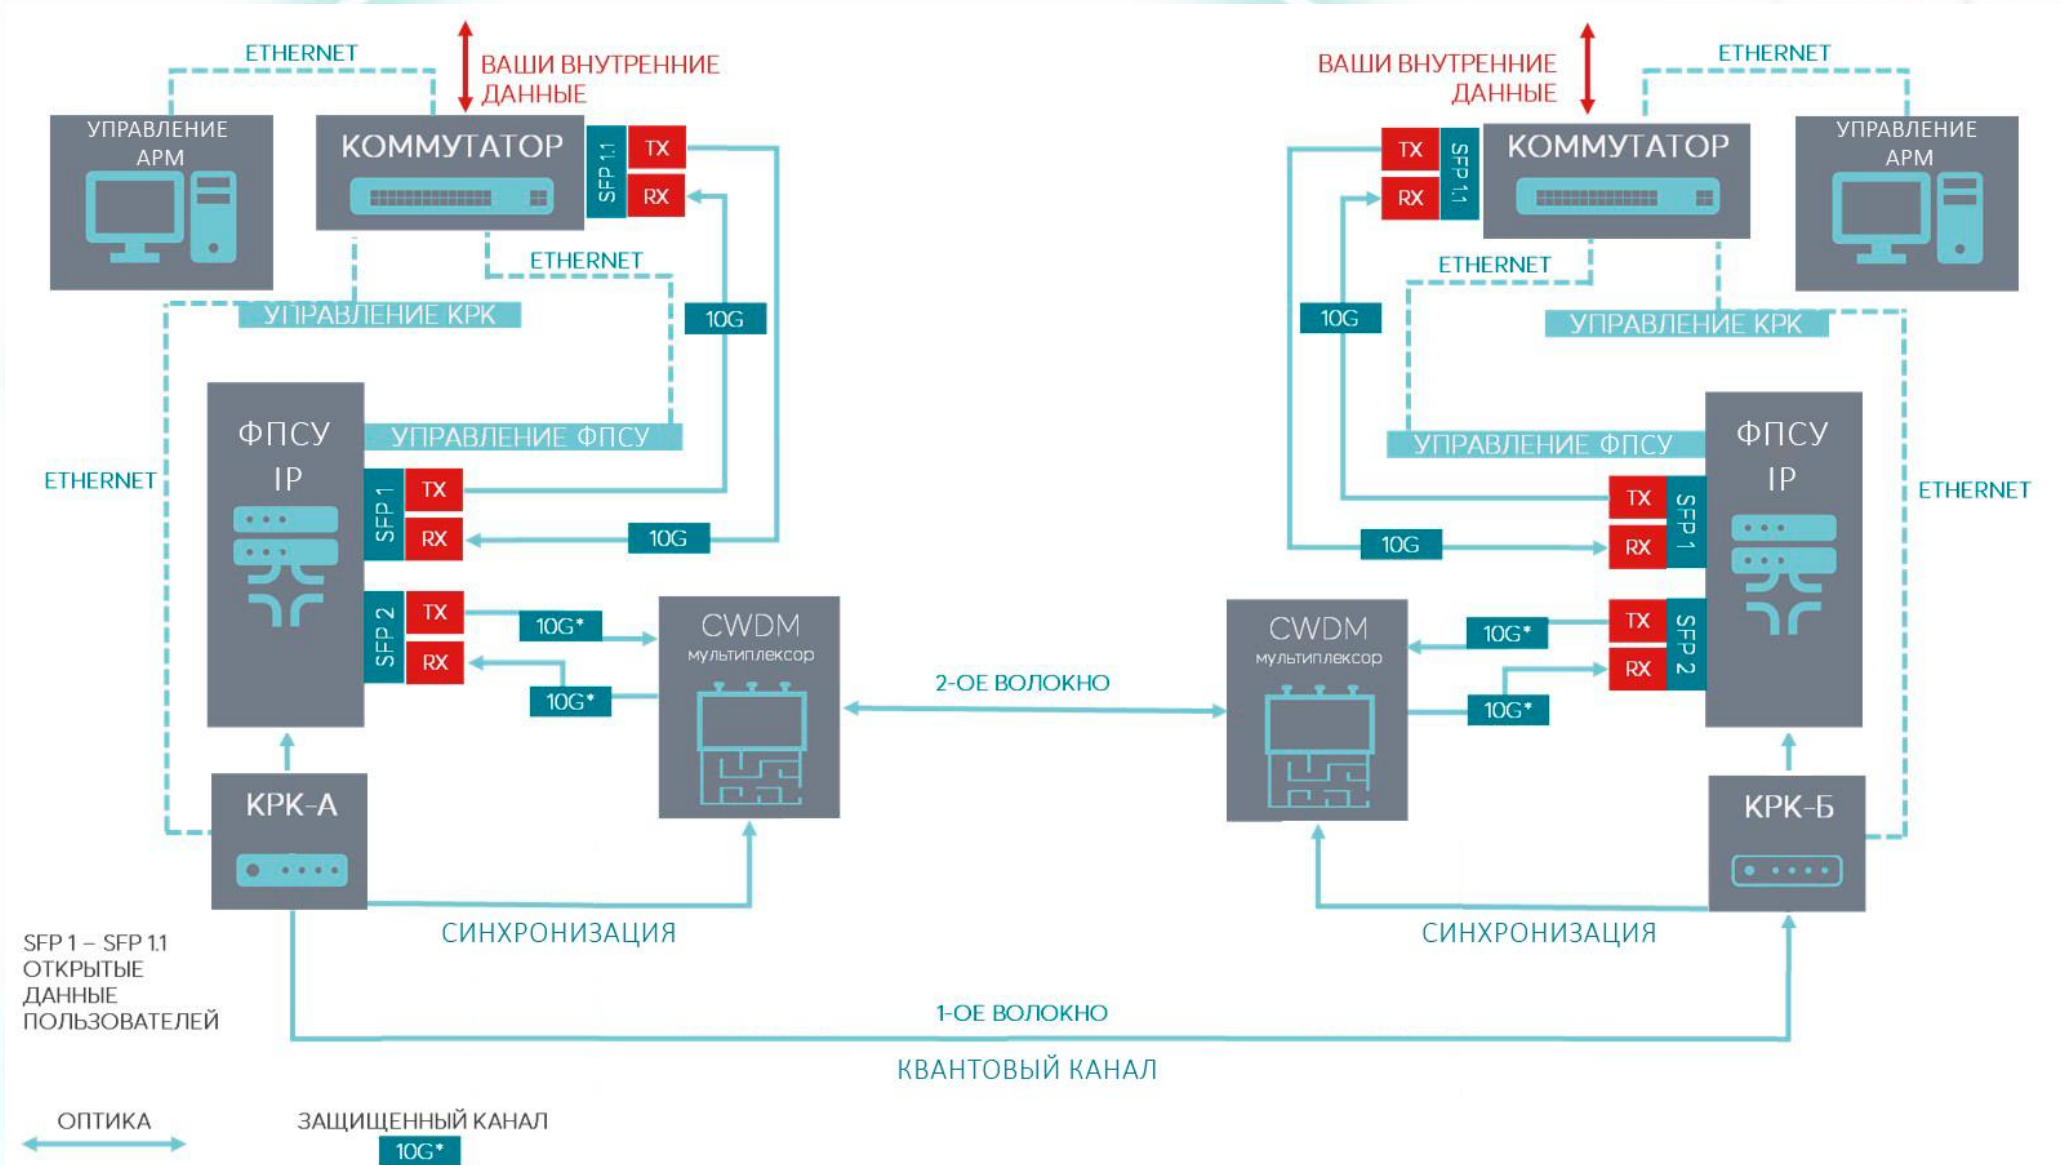 ETHERNET
ВАШИ ВНУТРЕННИЕ
ДАННЫЕ
УПРАВЛЕНИЕ
АРМ
КОММУТАТОР
SFP 1.1
TX
RX
ETHERNET
УПРАВЛЕНИЕ КРК
10G
ФПСУ
IP
УПРАВЛЕНИЕ ФПСУ
ETHERNET
SFP 1
TX
RX
10G
SFP 2
TX
RX
10G*
10G*
CWDM
мультиплексор
КРК-А
СИНХРОНИЗАЦИЯ
2-ОЕ ВОЛОКНО
ВАШИ ВНУТРЕННИЕ
ДАННЫЕ
ETHERNET
TX
RX
SFP 1.1
КОММУТАТОР
УПРАВЛЕНИЕ
АРМ
ETHERNET
10G
УПРАВЛЕНИЕ КРК
УПРАВЛЕНИЕ ФПСУ
ФПСУ
IP
ETHERNET
TX
RX
SFP 1
10G
TX
RX
SFP 2
10G*
10G*
CWDM
мультиплексор
КРК-Б
СИНХРОНИЗАЦИЯ
1-ОЕ ВОЛОКНО
КВАНТОВЫЙ КАНАЛ
SFP 1 – SFP 1.1
ОТКРЫТЫЕ
ДАННЫЕ
ПОЛЬЗОВАТЕЛЕЙ
ОПТИКА
ЗАЩИЩЕННЫЙ КАНАЛ
10G*